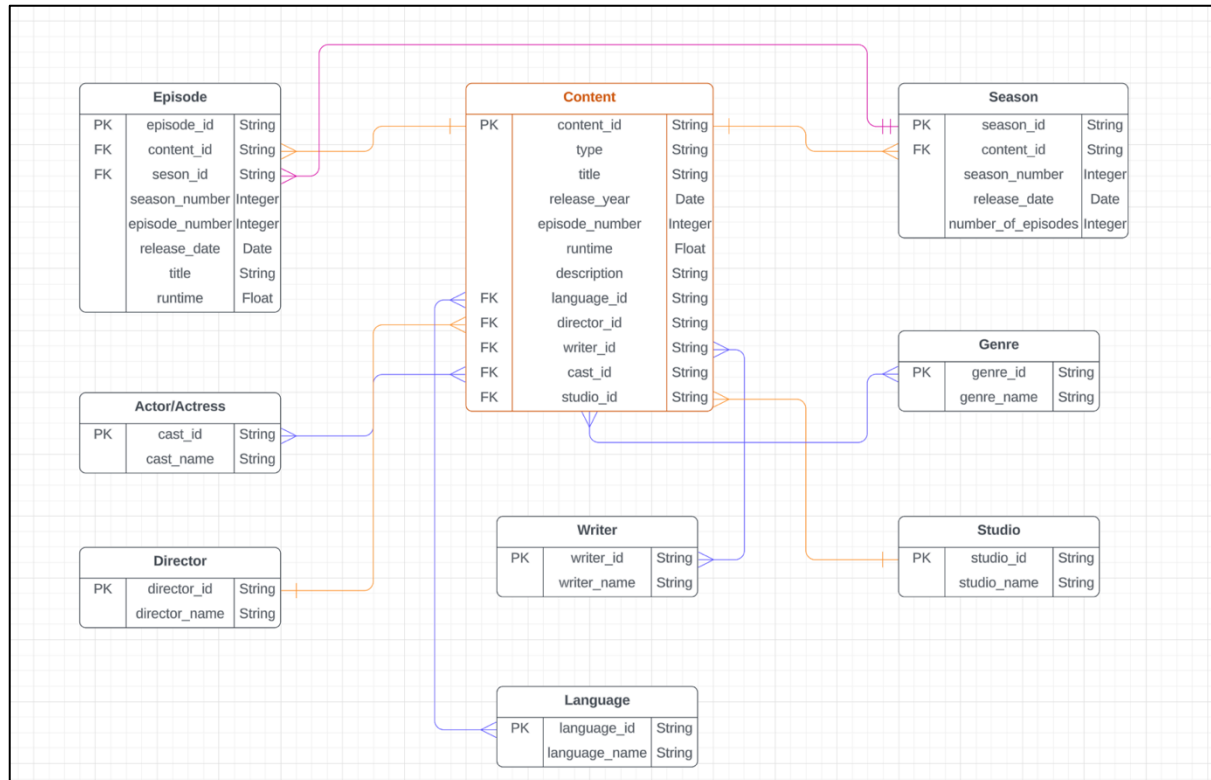 Episode
PK episode_id String
FK content_id String
FK seson_id String
season_number Integer
episode_number Integer
release_date Date
title String
runtime Float
Content
PK content_id String
type String
title String
release_year Date
episode_number Integer
runtime Float
description String
FK language_id String
FK director_id String
FK writer_id String
FK cast_id String
FK studio_id String
Season
PK season_id String
FK content_id String
season_number Integer
release_date Date
number_of_episodes Integer
Genre
PK genre_id String
genre_name String
Actor/Actress
PK cast_id String
cast_name String
Writer
PK writer_id String
writer_name String
Studio
PK studio_id String
studio_name String
Director
PK director_id String
director_name String
Language
PK language_id String
language_name String